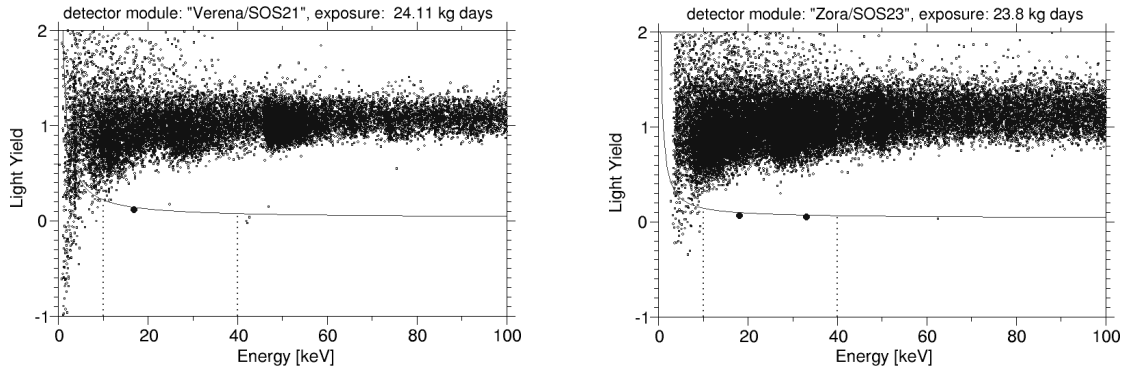 detector module: "Verena/SOS21", exposure: 24.11 kg days
2
1
0
-1
Light Yield
0 20 40 60 80 100
Energy [keV]
detector module: "Zora/SOS23", exposure: 23.8 kg days
2
1
0
-1
Light Yield
0 20 40 60 80 100
Energy [keV]